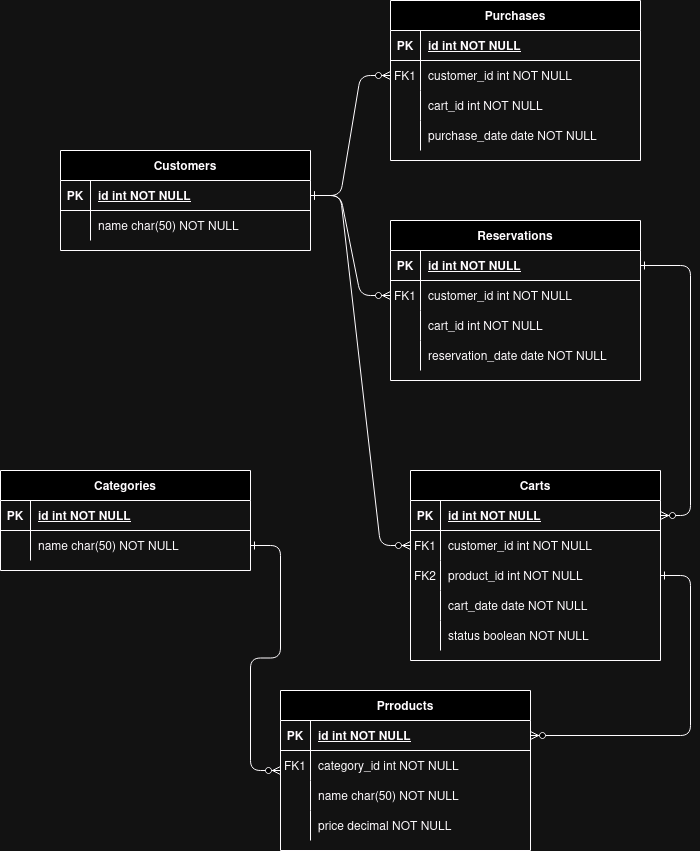 Purchases
PK id int NOT NULL
FK1 customer_id int NOT NULL
cart_id int NOT NULL
purchase_date date NOT NULL
Customers
PK id int NOT NULL
name char(50) NOT NULL
Reservations
PK id int NOT NULL
FK1 customer_id int NOT NULL
cart_id int NOT NULL
reservation_date date NOT NULL
Categories
PK id int NOT NULL
name char(50) NOT NULL
Carts
PK id int NOT NULL
FK1 customer_id int NOT NULL
FK2 product_id int NOT NULL
cart_date date NOT NULL
status boolean NOT NULL
Prroducts
PK id int NOT NULL
FK1 category_id int NOT NULL
name char(50) NOT NULL
price decimal NOT NULL